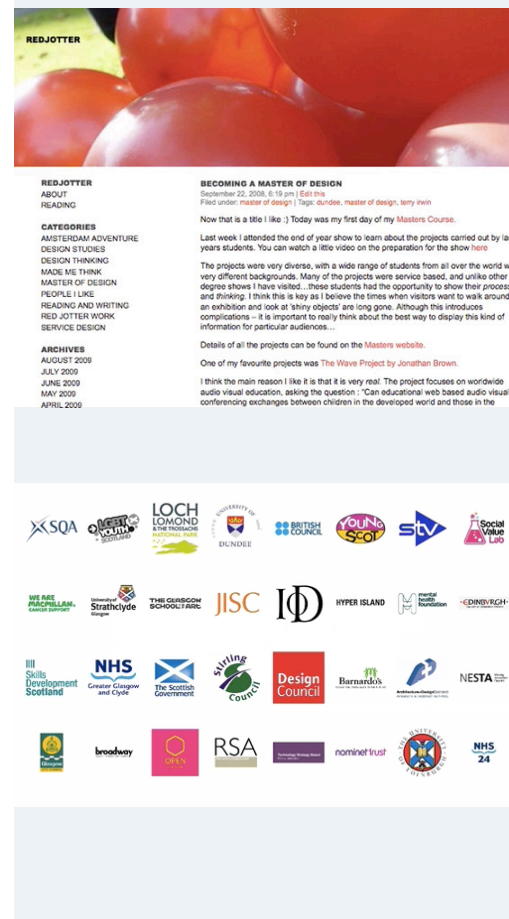 REDJOTTER
REDJOTTER
ABOUT
READING
CATEGORIES
AMSTERDAM ADVENTURE
DESIGN STUDIES
DESIGN THINKING
MADE ME THINK
MASTER OF DESIGN
PEOPLE I LIKE
READING AND WRITING
RED JOTTER WORK
SERVICE DESIGN
ARCHIVES
AUGUST 2009
JULY 2009
JUNE 2009
MAY 2009
APRIL 2009
BECOMING A MASTER OF DESIGN
September 22, 2008, 6:19 pm | Edit this
Filed under: master of design | Tags: dundee, master of design, terry irwin
Now that is a title I like :) Today was my first day of my Masters Course.
Last week I attended the end of year show to learn about the projects carried out by la
years students. You can watch a little video on the preparation for the show here
The projects were very diverse, with a wide range of students from all over the world w
very different backgrounds. Many of the projects were service based, and unlike other
degree shows I have visited…these students had the opportunity to show their process
and thinking. I think this is key as I believe the times when visitors want to walk around
an exhibition and look at 'shiny objects' are long gone. Although this introduces
complications – it is important to really think about the best way to display this kind of
information for particular audiences…
Details of all the projects can be found on the Masters website.
One of my favourite projects was The Wave Project by Jonathan Brown.
I think the main reason I like it is that it is very real. The project focuses on worldwide
audio visual education, asking the question : "Can educational web based audio visual
conferencing exchanges between children in the developed world and those in the
SQA
LGBT
YOUTH
SCOTLAND
LOCH
LOMOND
& THE TROSSACHS
NATIONAL PARK
UNIVERSITY OF
DUNDEE
BRITISH
COUNCIL
YOUNG
SCOT
stv
Social
Value
Lab
WE ARE
MACMILLAN.
CANCER SUPPORT
University of
Strathclyde
Glasgow
THE GLASGOW
SCHOOL OF ART
JISC
IOD
HYPER ISLAND
mental
health
foundation
EDINBVRGH
Skills
Development
Scotland
NHS
Greater Glasgow
and Clyde
The Scottish
Government
Stirling
Council
Design
Council
Barnardo's
Architecture+DesignScotland
NESTA
Glasgow
broadway
OPEN
RSA
Technology Strategy Board
nominet trust
THE UNIVERSITY
OF EDINBURGH
NHS
24